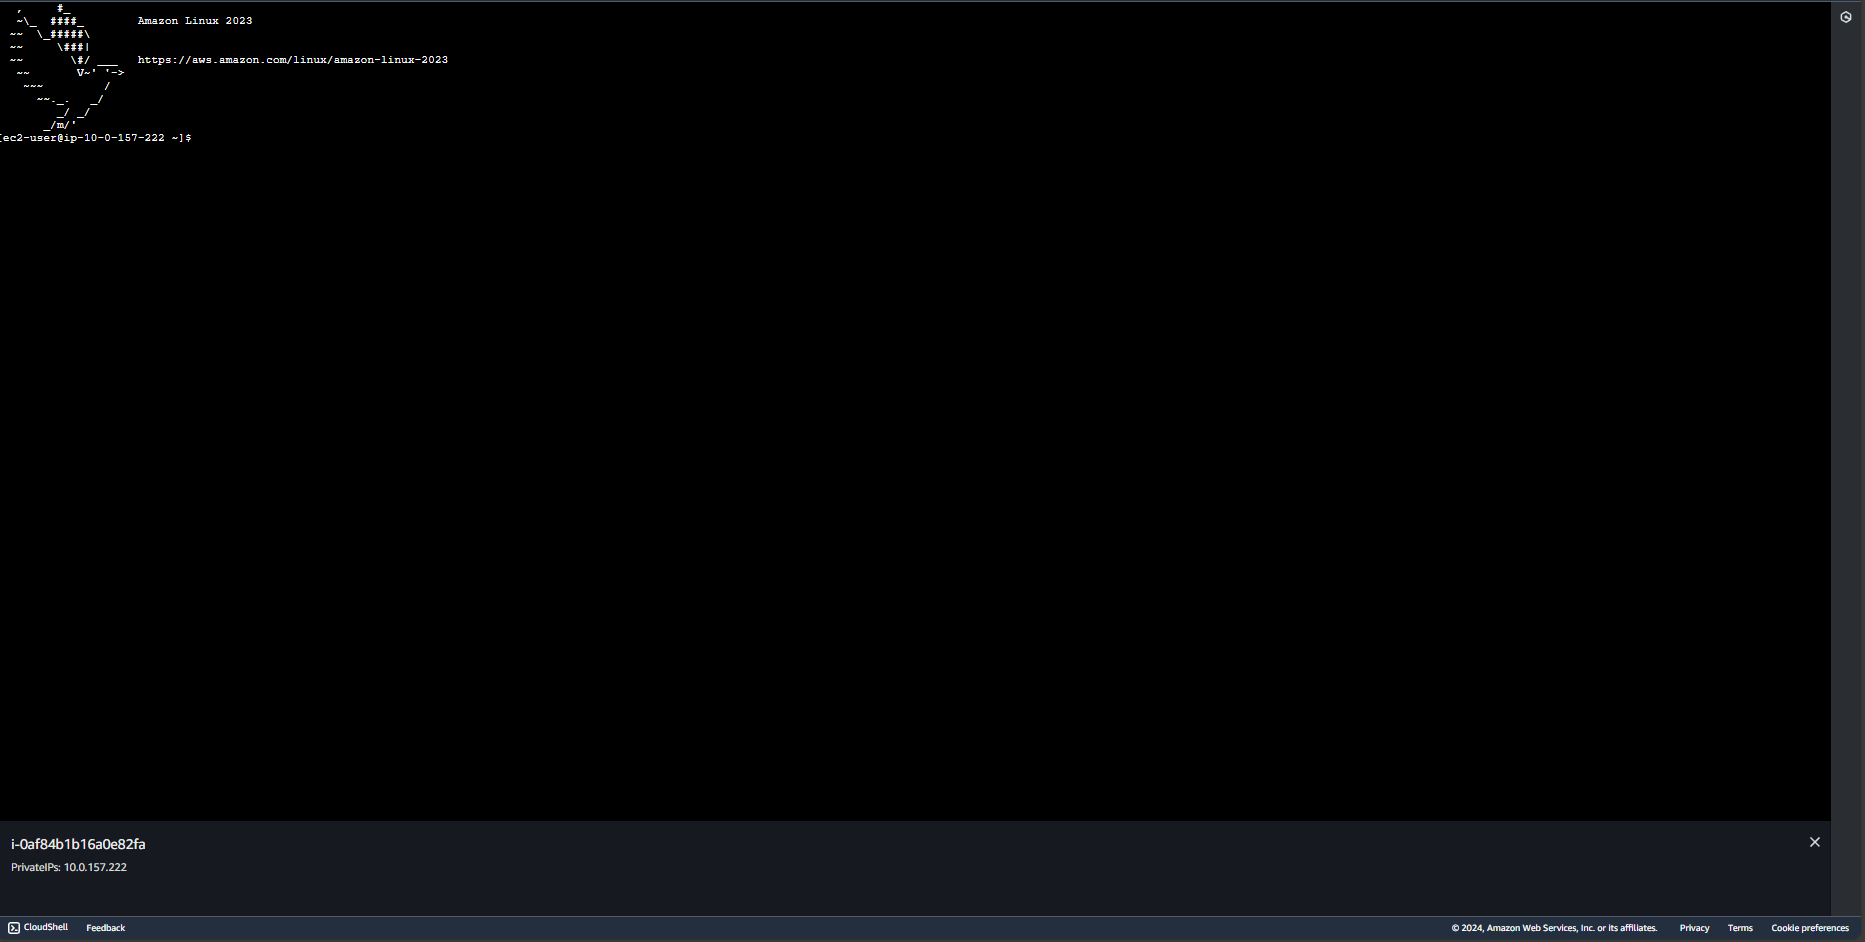 ,     #_
  ~\_  ####_        Amazon Linux 2023
 ~~  \_#####\
 ~~     \###|
 ~~       \#/ ___   https://aws.amazon.com/linux/amazon-linux-2023
  ~~       V~' '->
   ~~~         /
     ~~._.   _/
        _/ _/
      _/m/'
[ec2-user@ip-10-0-157-222 ~]$
i-0af84b1b16a0e82fa
PrivateIPs: 10.0.157.222
CloudShell Feedback © 2024, Amazon Web Services, Inc. or its affiliates. Privacy Terms Cookie preferences